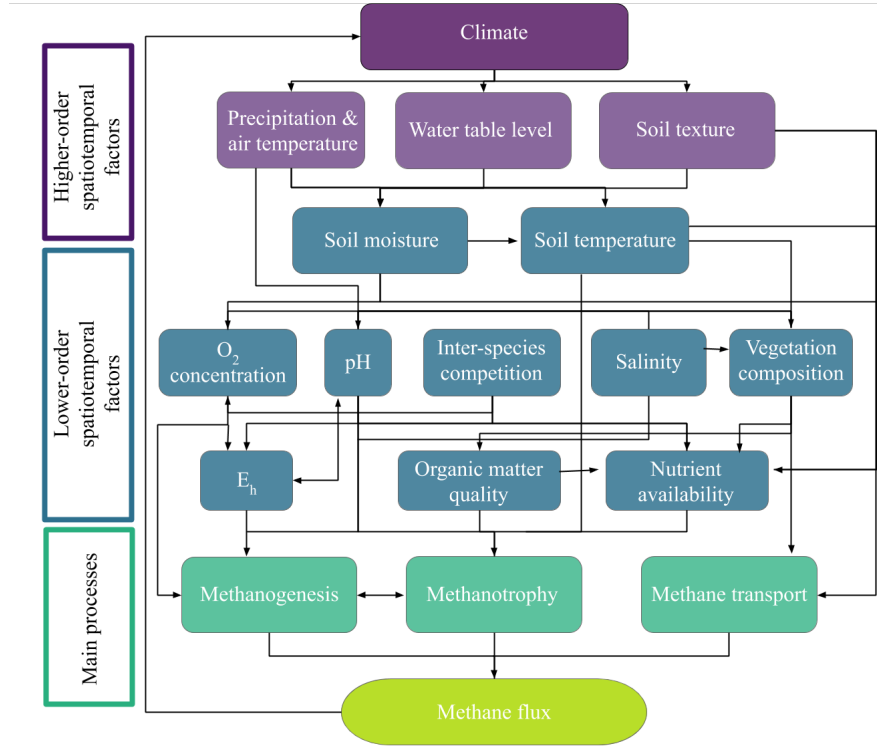 Higher-order
spatiotemporal
factors
Climate
Precipitation &
air temperature
Water table level
Soil texture
Soil moisture
Soil temperature
Lower-order
spatiotemporal
factors
O2
concentration
pH
Inter-species
competition
Salinity
Vegetation
composition
Eh
Organic matter
quality
Nutrient
availability
Main processes
Methanogenesis
Methanotrophy
Methane transport
Methane flux